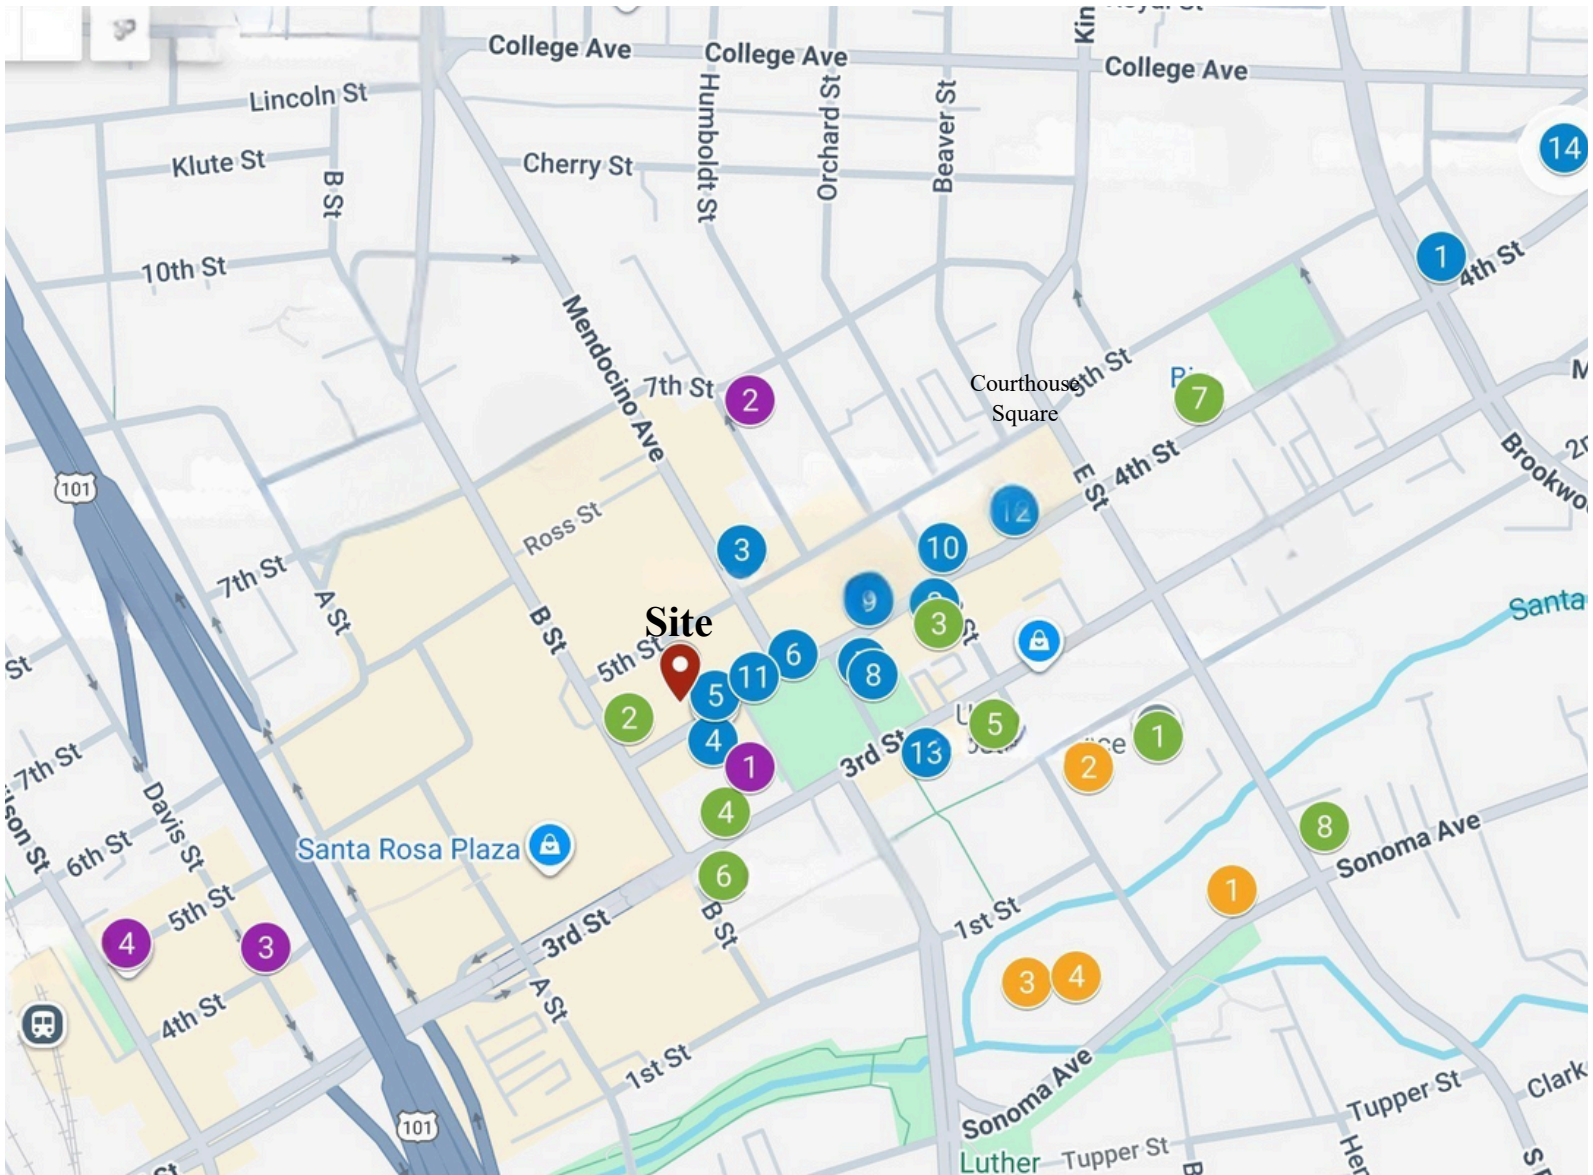 Royal St
College Ave
College Ave
College Ave
Lincoln St
Klute St
B St
Humboldt St
Orchard St
Beaver St
Cherry St
14
10th St
1
4th St
Mendocino Ave
7th St
2
Courthouse
Square
7
101
E St
4th St
Ross St
3
10
12
9
7th St
A St
B St
Site
5th St
3
St
6
11
5
8
2
4
1
3rd St
13
5
1
2
Santa
4
6
8
Sonoma Ave
Santa Rosa Plaza
St
7th St
6th St
Davis St
5th St
4
3
4th St
3rd St
B St
A St
1st St
1
3
4
1st St
101
Sonoma Ave
Tupper St
Tupper St
Luther
Clark